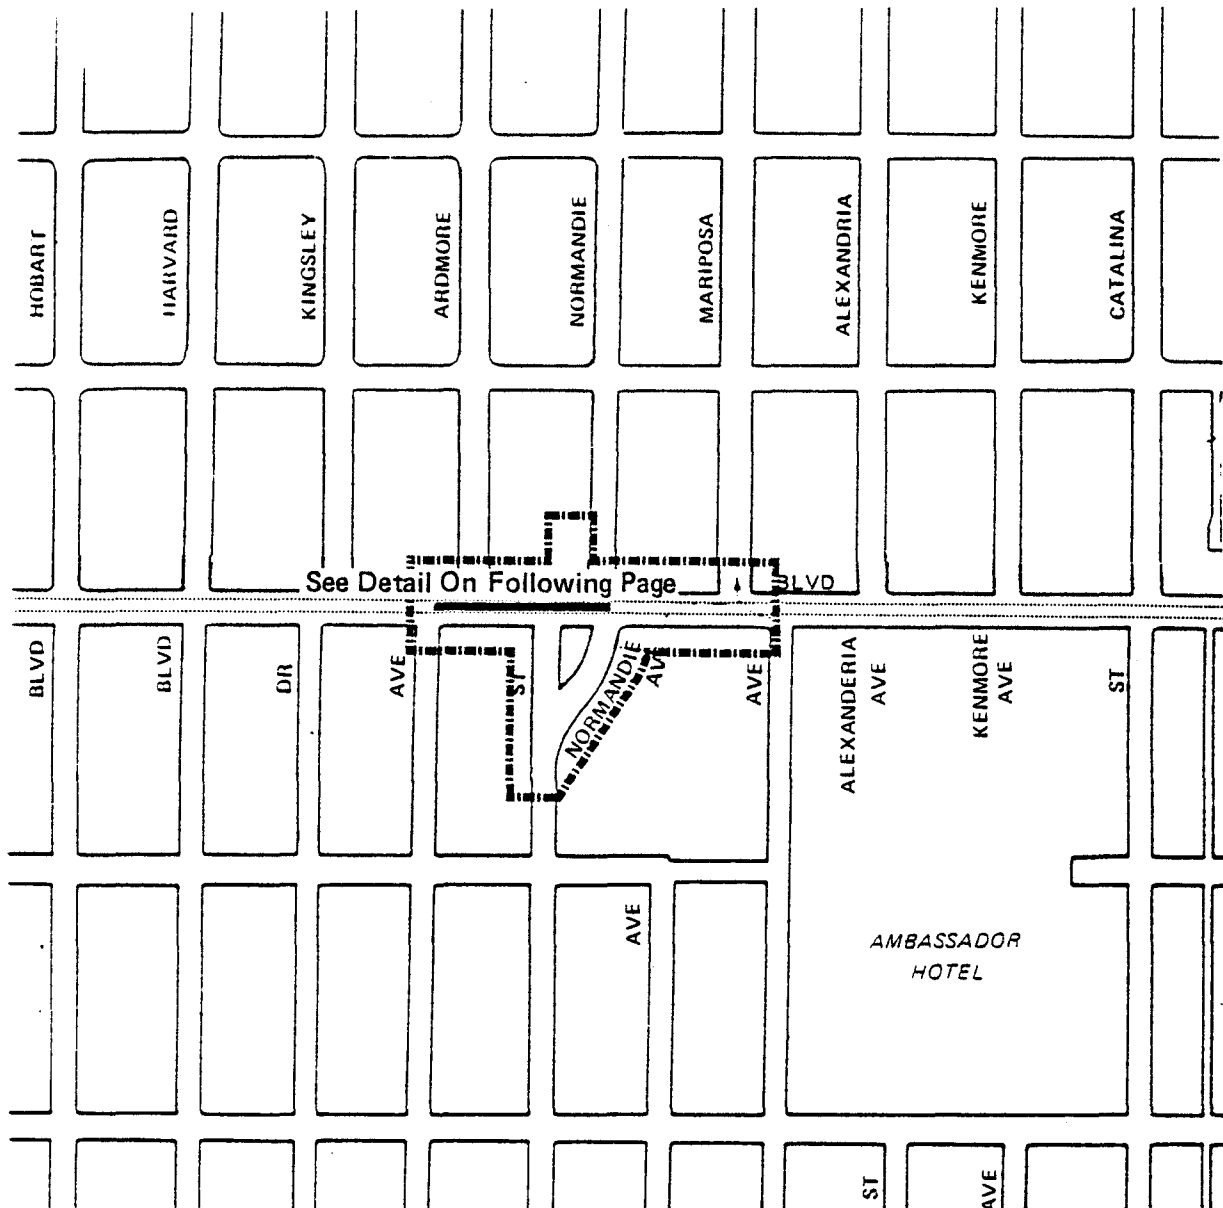 HOBART
HARVARD
KINGSLEY
ARDMORE
NORMANDIE
MARIPOSA
ALEXANDRIA
KENMORE
CATALINA
See Detail On Following Page
BLVD
BLVD
BLVD
DR
AVE
ST
NORMANDIE
AVE
AVE
ALEXANDERIA
AVE
KENMORE
AVE
ST
AVE
AMBASSADOR
HOTEL
ST
AVE